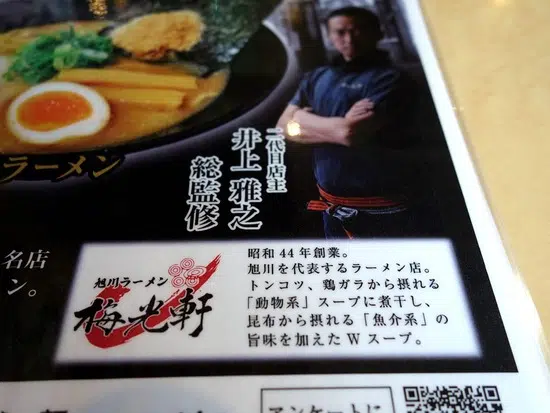 ラーメン
二代目店主
井上 雅之
総監修
名店
ン。
旭川ラーメン
梅光軒
昭和44年創業。
旭川を代表するラーメン店。
トンコツ、鶏ガラから摂れる
「動物系」スープに煮干し、
昆布から摂れる「魚介系」の
旨味を加えたWスープ。
アンケートに